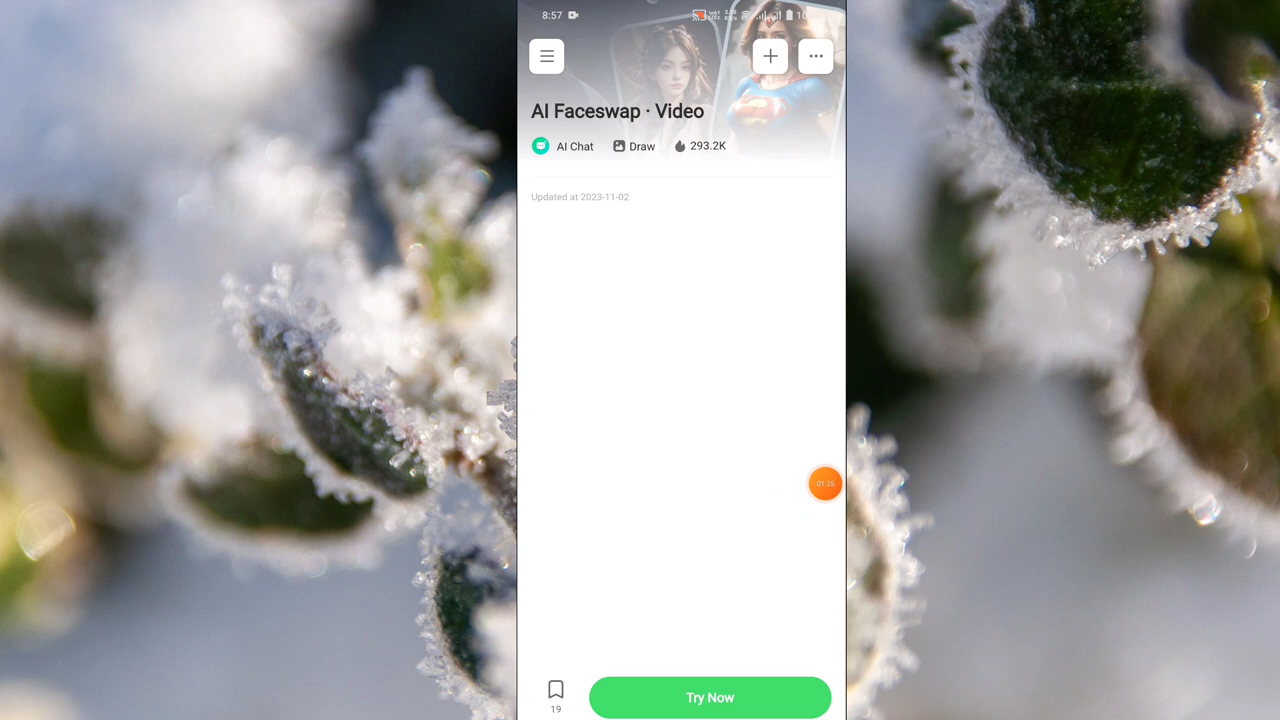 8:57
AI Faceswap · Video
AI Chat Draw 293.2K
Updated at 2023-11-02
01:25
19
Try Now